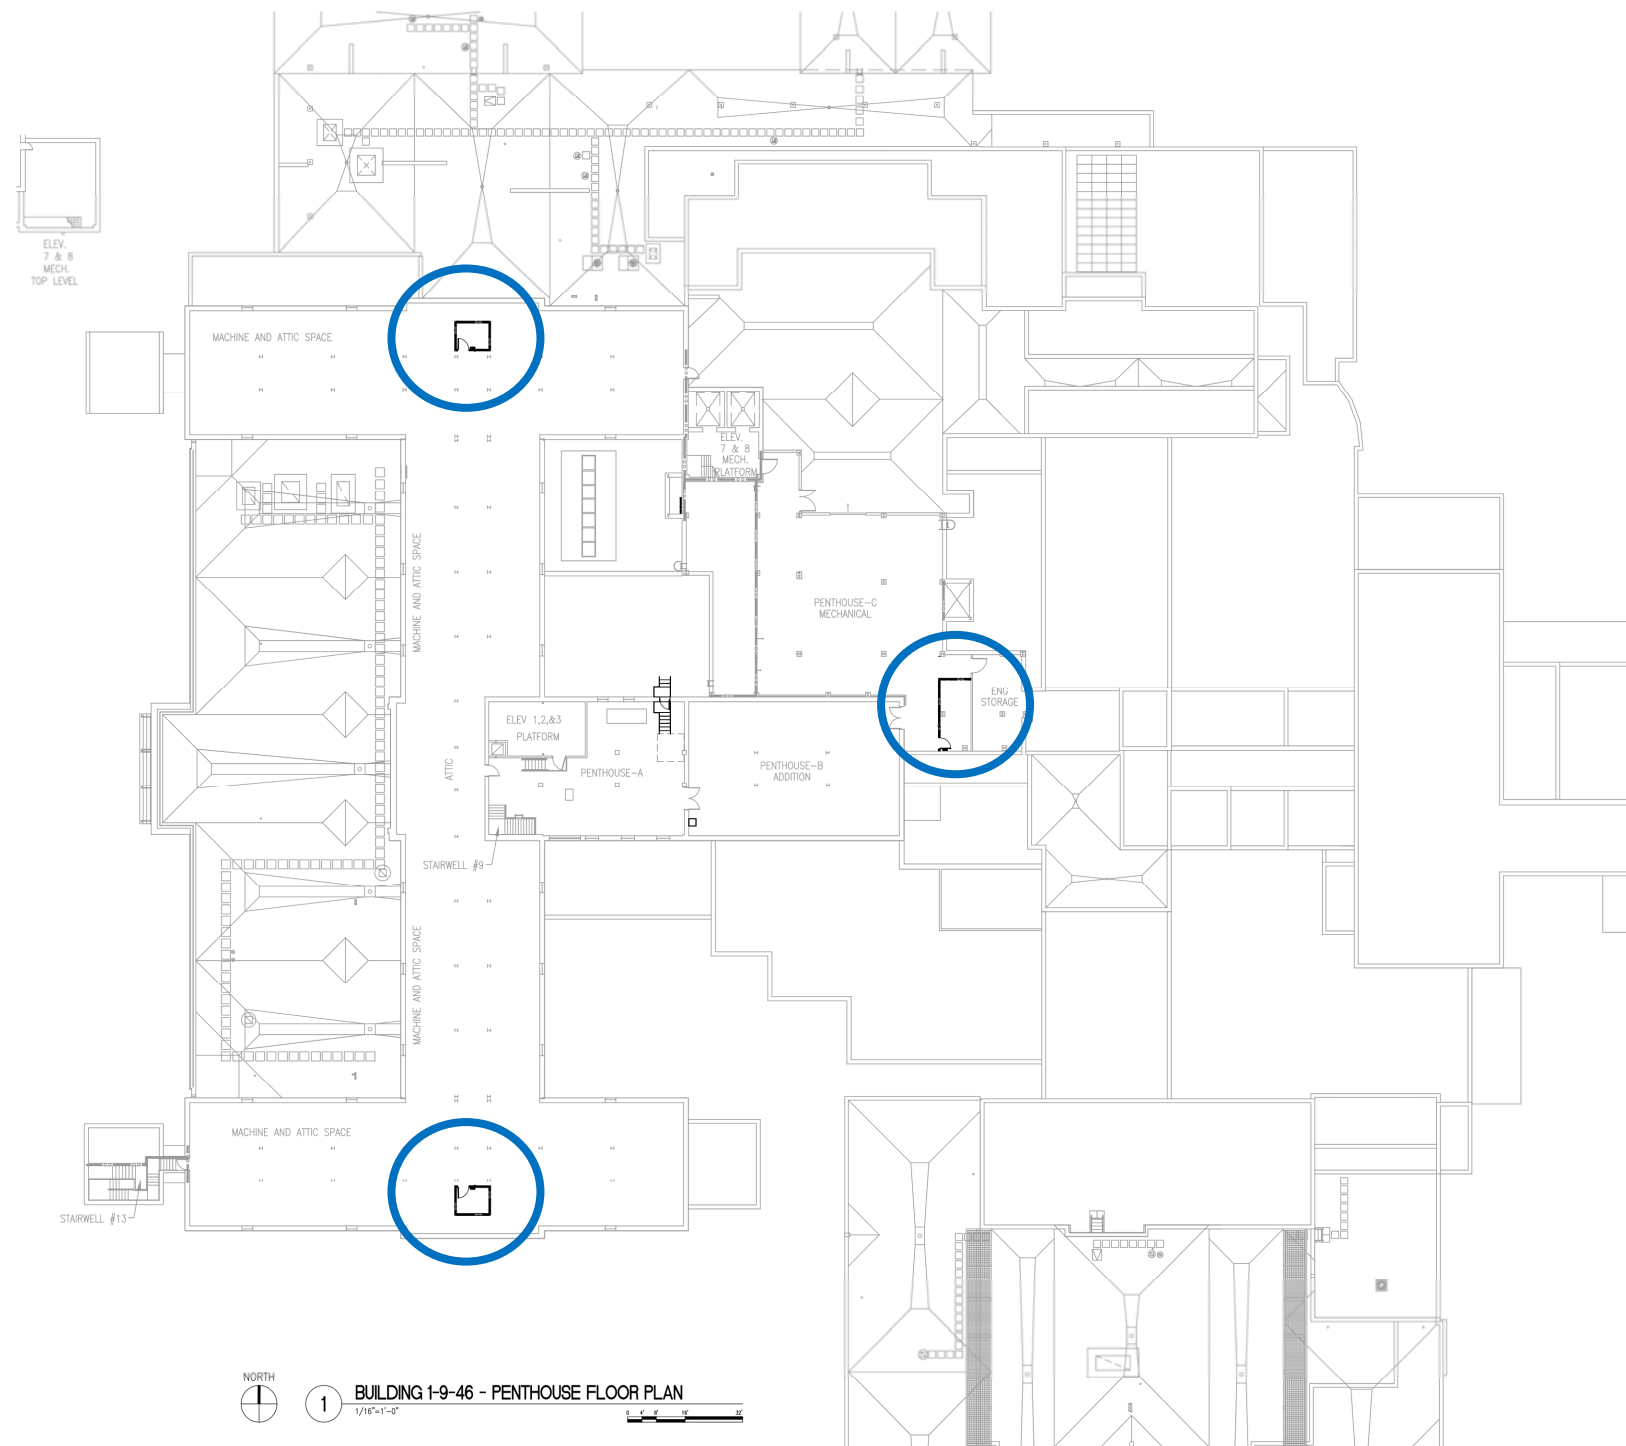 ELEV.
7 & 8
MECH.
TOP LEVEL
MACHINE AND ATTIC SPACE
ELEV.
7 & 8
MECH.
PLATFORM
MACHINE AND ATTIC SPACE
PENTHOUSE-C
MECHANICAL
ENG
STORAGE
ELEV 1,2,&3
PLATFORM
ATTIC
PENTHOUSE-A
PENTHOUSE-B
ADDITION
STAIRWELL #9
MACHINE AND ATTIC SPACE
MACHINE AND ATTIC SPACE
STAIRWELL #13
NORTH
1
BUILDING 1-9-46 - PENTHOUSE FLOOR PLAN
1/16"=1'-0"
0 4' 8' 16' 32'